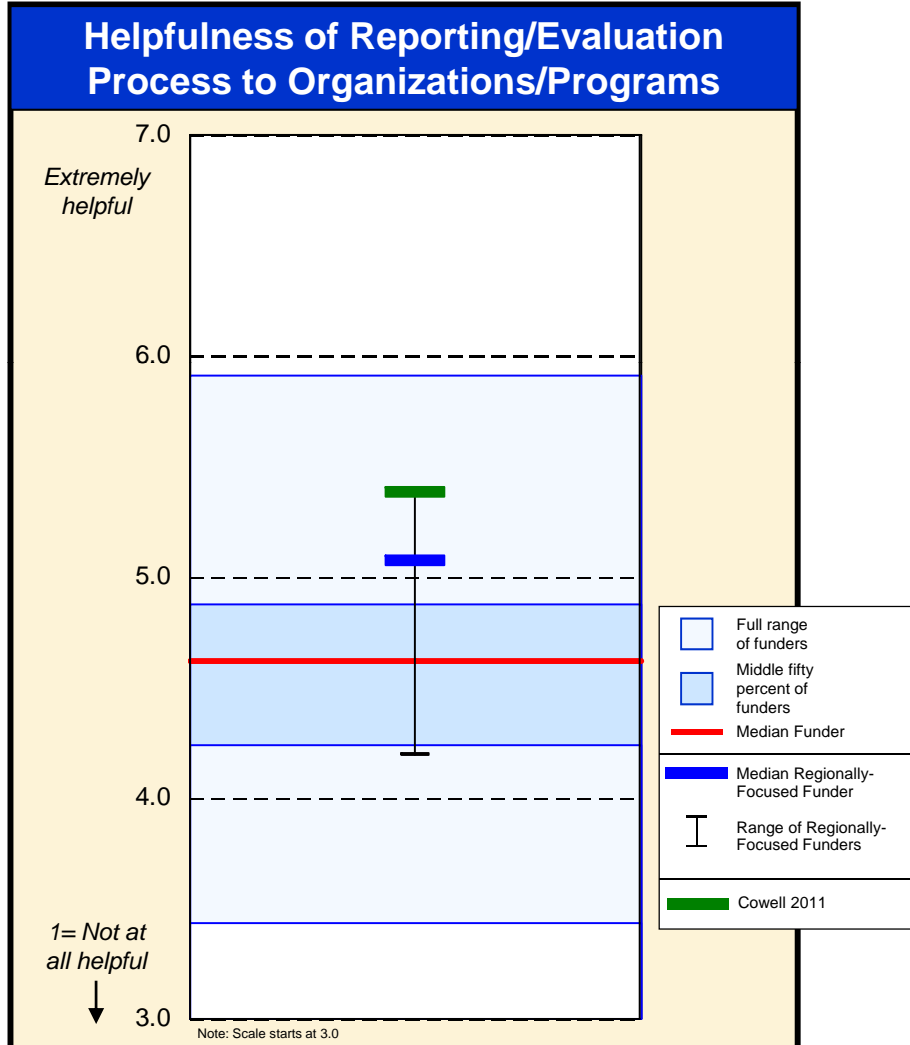 Helpfulness of Reporting/Evaluation
Process to Organizations/Programs
7.0
Extremely
helpful
6.0
5.0
4.0
1= Not at
all helpful
3.0
Note: Scale starts at 3.0
Full range
of funders
Middle fifty
percent of
funders
Median Funder
Median Regionally-
Focused Funder
Range of Regionally-
Focused Funders
Cowell 2011